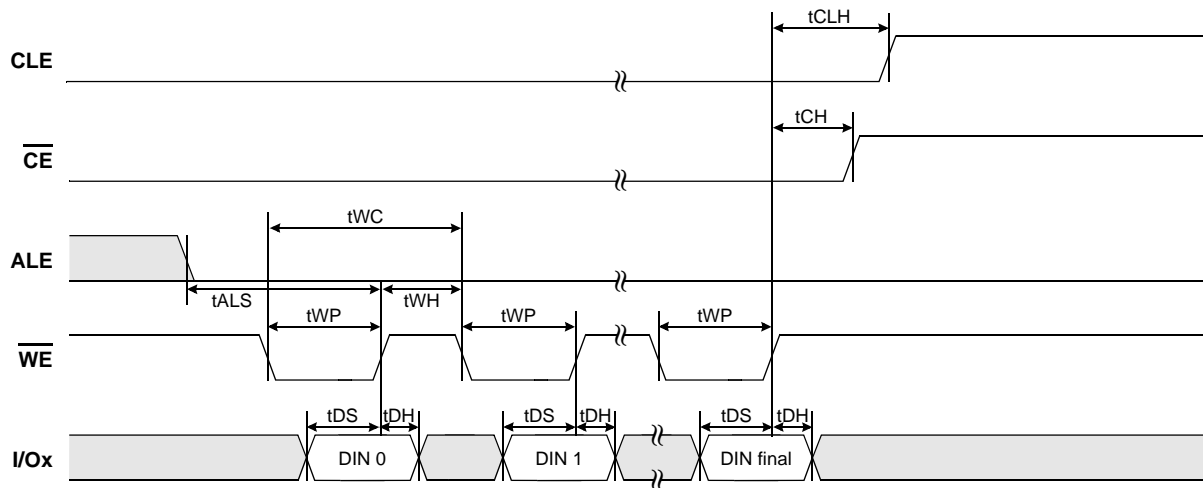 tCLH
CLE
tCH
CE
tWC
ALE
tALS
tWH
tWP
tWP
tWP
WE
tDS
tDH
tDS
tDH
tDS
tDH
I/Ox
DIN 0
DIN 1
DIN final